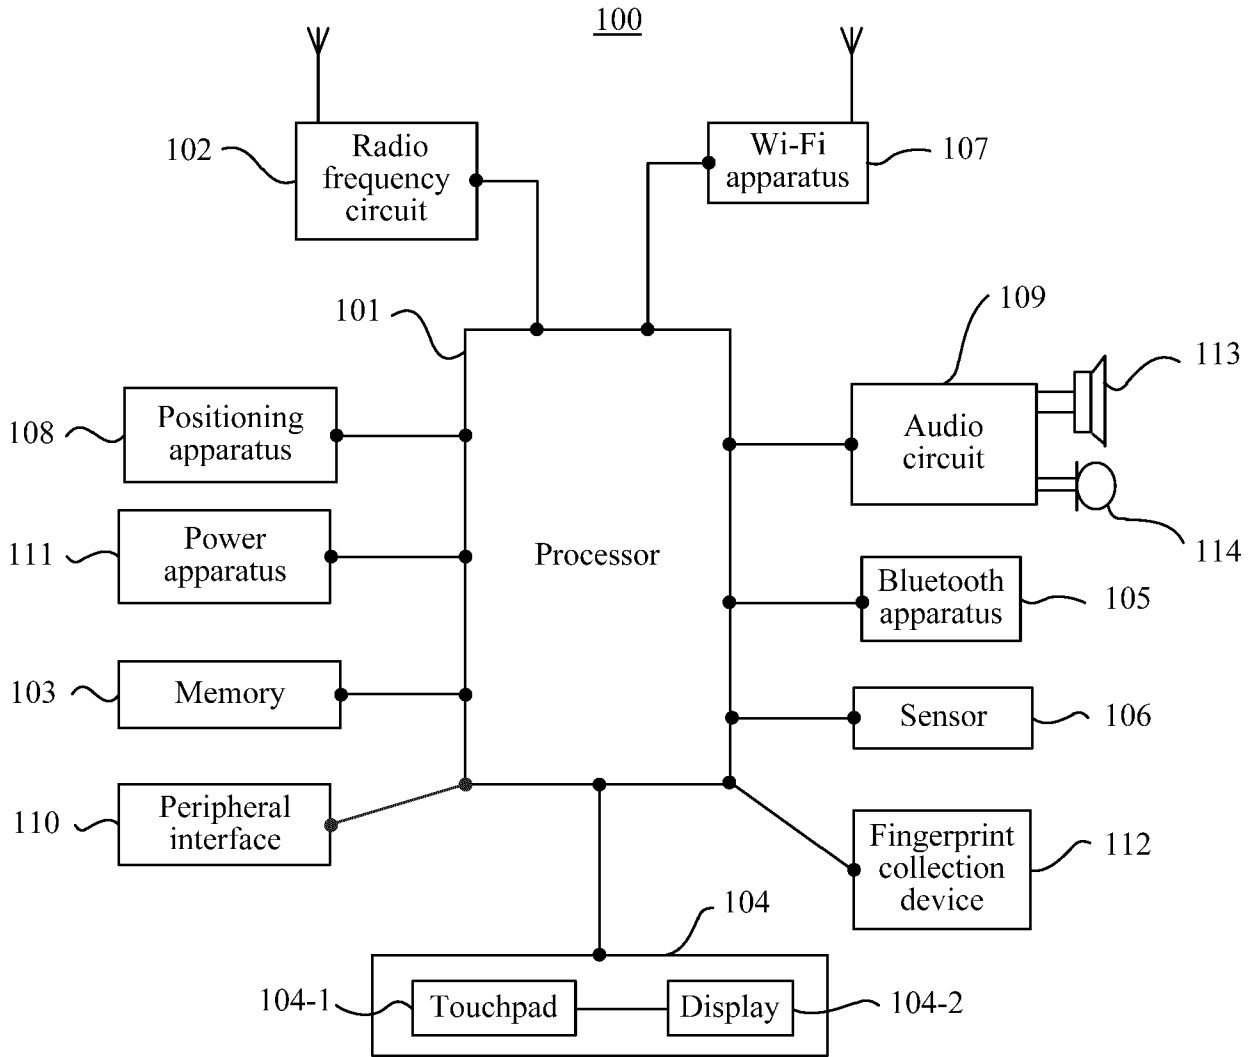 100
102
Radio
frequency
circuit
Wi-Fi
apparatus
107
101
109
113
108
Positioning
apparatus
Audio
circuit
114
111
Power
apparatus
Processor
Bluetooth
apparatus
105
103
Memory
Sensor
106
110
Peripheral
interface
Fingerprint
collection
device
112
104
104-1
Touchpad
Display
104-2